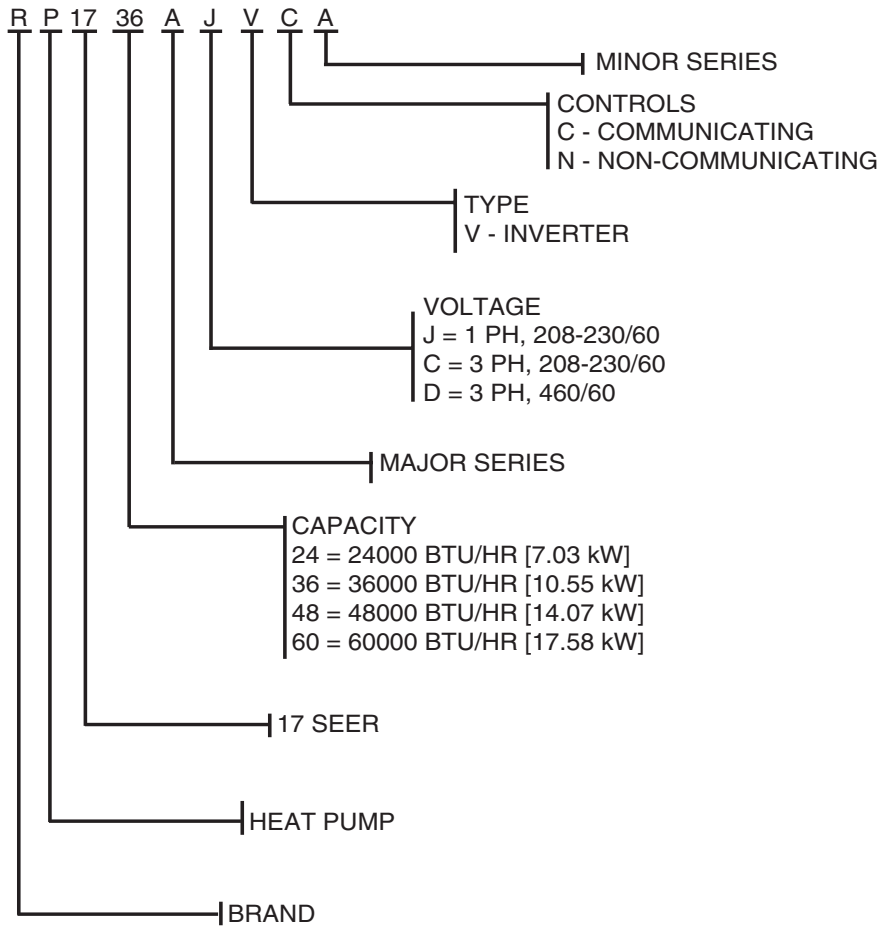 R P 17 36 A J V C A
MINOR SERIES
CONTROLS
C - COMMUNICATING
N - NON-COMMUNICATING
TYPE
V - INVERTER
VOLTAGE
J = 1 PH, 208-230/60
C = 3 PH, 208-230/60
D = 3 PH, 460/60
MAJOR SERIES
CAPACITY
24 = 24000 BTU/HR [7.03 kW]
36 = 36000 BTU/HR [10.55 kW]
48 = 48000 BTU/HR [14.07 kW]
60 = 60000 BTU/HR [17.58 kW]
17 SEER
HEAT PUMP
BRAND